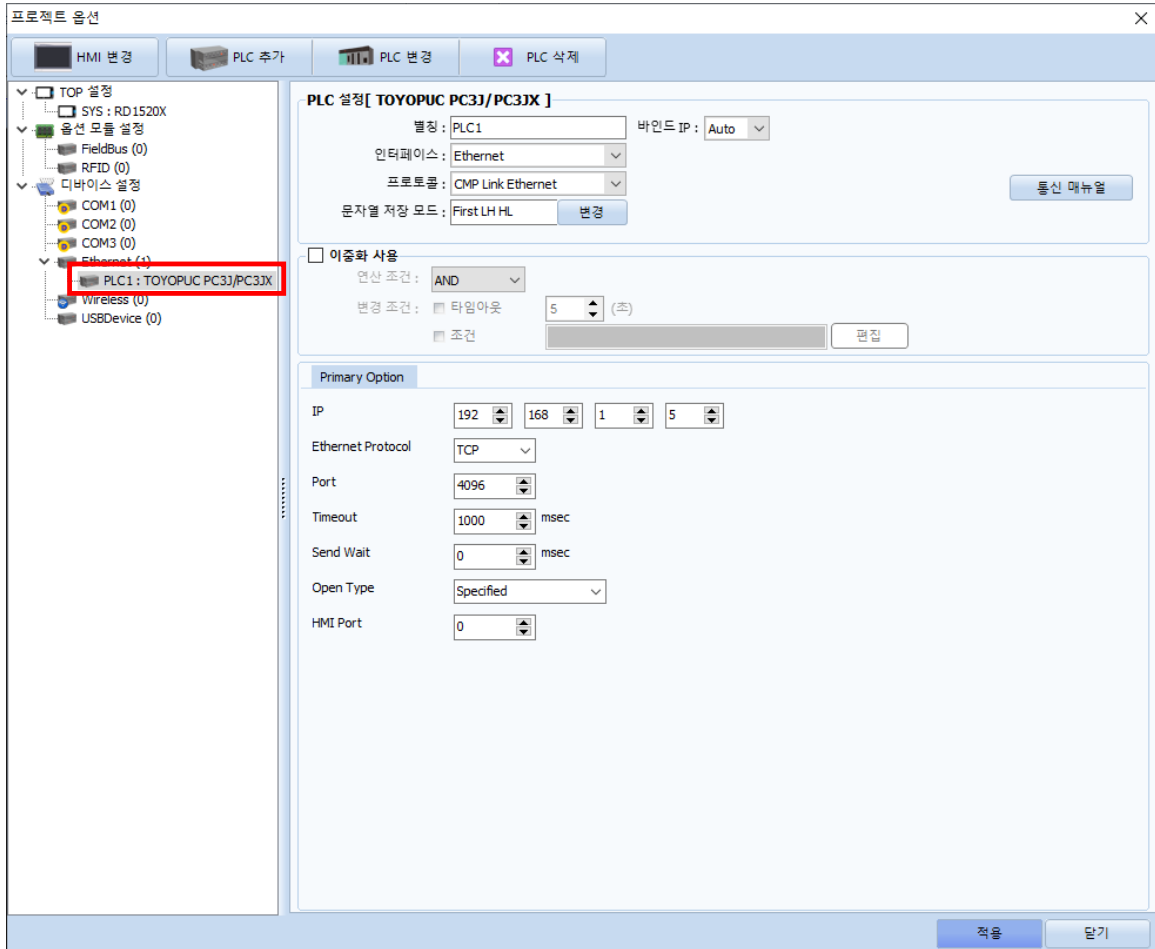 프로젝트 옵션
HMI 변경 PLC 추가 PLC 변경 PLC 삭제
TOP 설정
SYS : RD1520X
옵션 모듈 설정
FieldBus (0)
RFID (0)
디바이스 설정
COM1 (0)
COM2 (0)
COM3 (0)
Ethernet (1)
PLC1 : TOYOPUC PC3J/PC3JX
Wireless (0)
USBDevice (0)
PLC 설정[ TOYOPUC PC3J/PC3JX ]
별칭 : PLC1 바인드 IP : Auto
인터페이스 : Ethernet
프로토콜 : CMP Link Ethernet 통신 매뉴얼
문자열 저장 모드 : First LH HL 변경
이중화 사용
연산 조건 : AND
변경 조건 : 타임아웃 5 (초)
조건 편집
Primary Option
IP 192 168 1 5
Ethernet Protocol TCP
Port 4096
Timeout 1000 msec
Send Wait 0 msec
Open Type Specified
HMI Port 0
적용 닫기